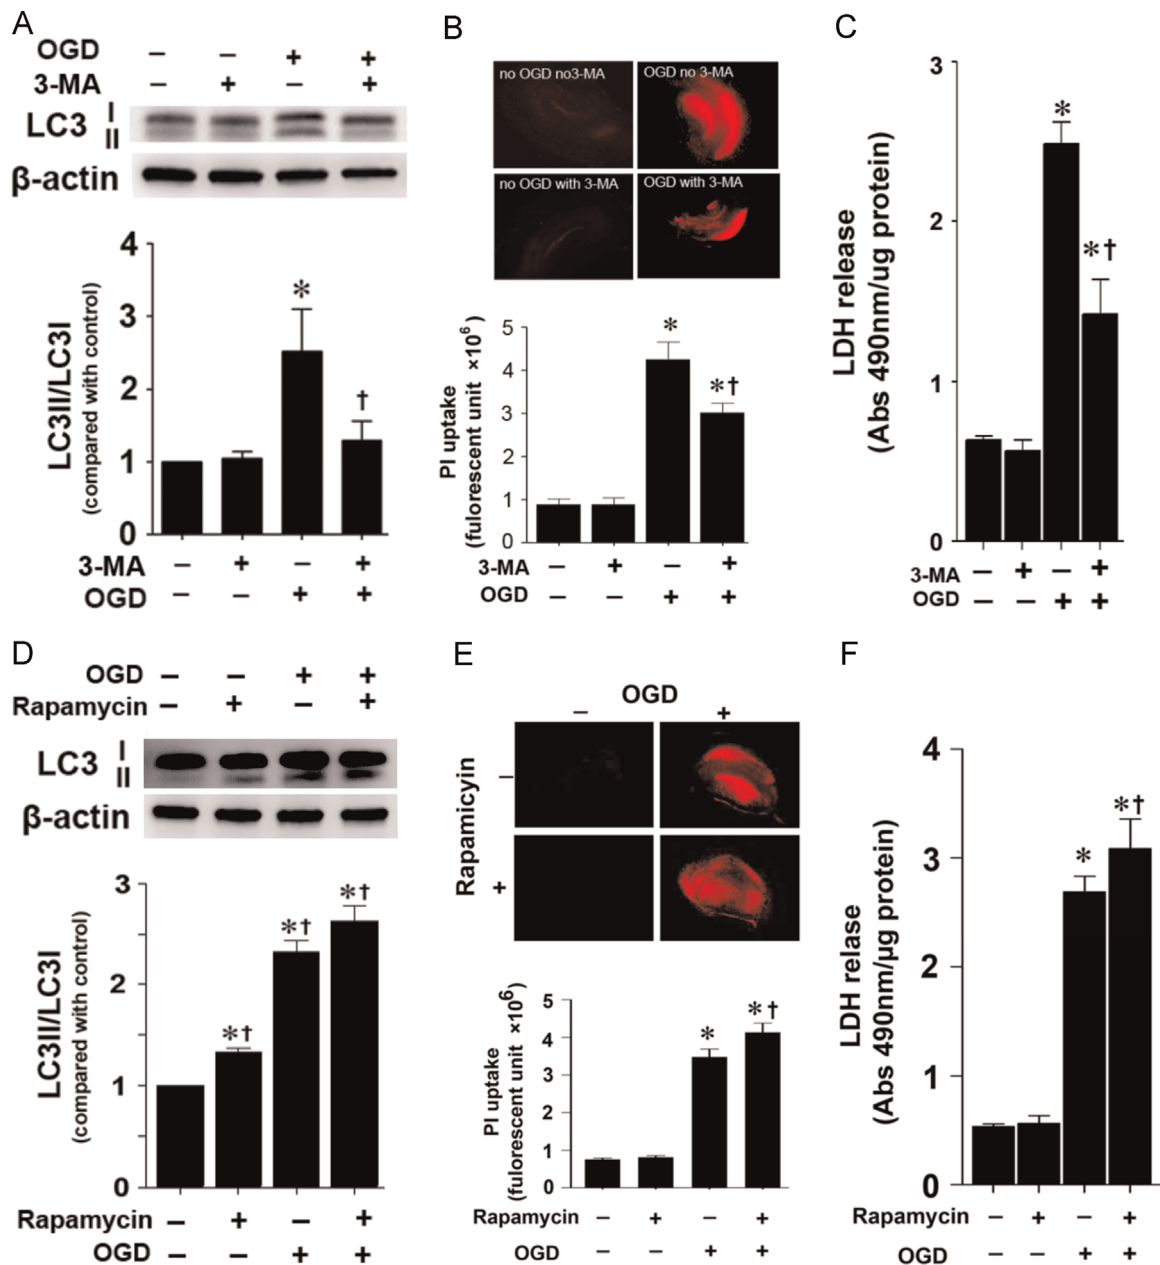 A
OGD – – + +
3-MA – + – +
LC3 I
II
β-actin
LC3II/LC3I
(compared with control)
4
3
2
1
0
*
†
3-MA – + – +
OGD – – + +
B
no OGD no3-MA
OGD no 3-MA
no OGD with 3-MA
OGD with 3-MA
PI uptake
(fulorescent unit ×10⁶)
5
4
3
2
1
0
*
*†
3-MA – + – +
OGD – – + +
C
LDH release
(Abs 490nm/ug protein)
3
2
1
0
*
*†
3-MA – + – +
OGD – – + +
D
OGD – – + +
Rapamycin – + – +
LC3 I
II
β-actin
LC3II/LC3I
(compared with control)
3
2
1
0
*†
*†
*†
Rapamycin – + – +
OGD – – + +
E
OGD
– +
Rapamicyin
–
+
PI uptake
(fulorescent unit ×10⁶)
5
4
3
2
1
0
*
*†
Rapamycin – + – +
OGD – – + +
F
LDH relase
(Abs 490nm/μg protein)
4
3
2
1
0
*
*†
Rapamycin – + – +
OGD – – + +